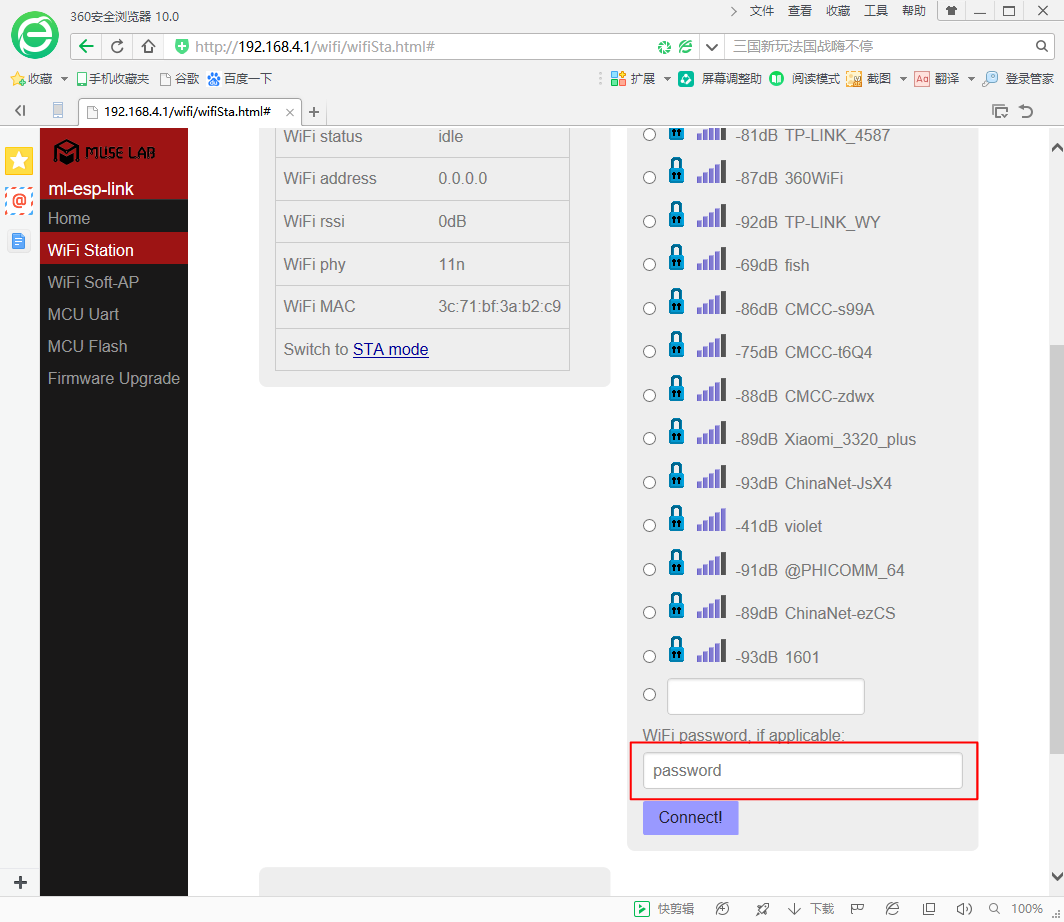 360安全浏览器 10.0
文件 查看 收藏 工具 帮助
http://192.168.4.1/wifi/wifiSta.html#
三国新玩法国战嗨不停
收藏 手机收藏夹 谷歌 百度一下
扩展 屏幕调整助 阅读模式 截图 Aa 翻译 登录管家
192.168.4.1/wifi/wifiSta.html#
MUSE LAB
ml-esp-link
Home
WiFi Station
WiFi Soft-AP
MCU Uart
MCU Flash
Firmware Upgrade
WiFi status idle
WiFi address 0.0.0.0
WiFi rssi 0dB
WiFi phy 11n
WiFi MAC 3c:71:bf:3a:b2:c9
Switch to STA mode
-81dB TP-LINK_4587
-87dB 360WiFi
-92dB TP-LINK_WY
-69dB fish
-86dB CMCC-s99A
-75dB CMCC-t6Q4
-88dB CMCC-zdwx
-89dB Xiaomi_3320_plus
-93dB ChinaNet-JsX4
-41dB violet
-91dB @PHICOMM_64
-89dB ChinaNet-ezCS
-93dB 1601
WiFi password, if applicable:
password
Connect!
快剪辑 下载 100%